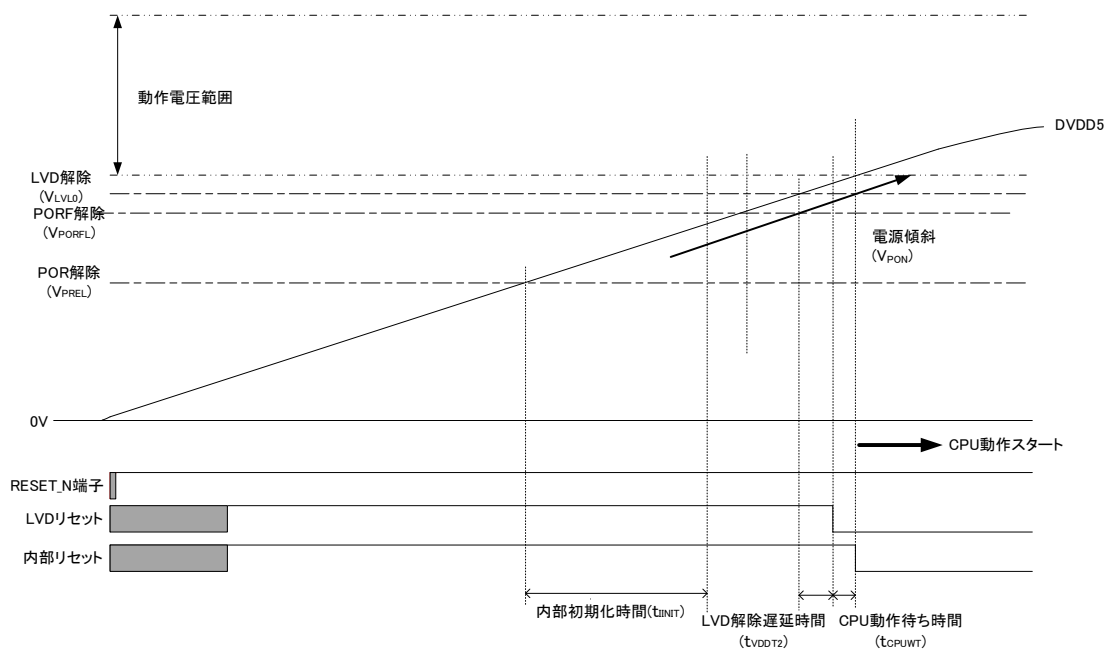 動作電圧範囲
DVDD5
LVD解除
(VLVL0)
PORF解除
(VPORFL)
電源傾斜
(VPON)
POR解除
(VPREL)
0V
CPU動作スタート
RESET_N端子
LVDリセット
内部リセット
内部初期化時間(tIINIT)
LVD解除遅延時間
(tVDDT2)
CPU動作待ち時間
(tCPUWT)